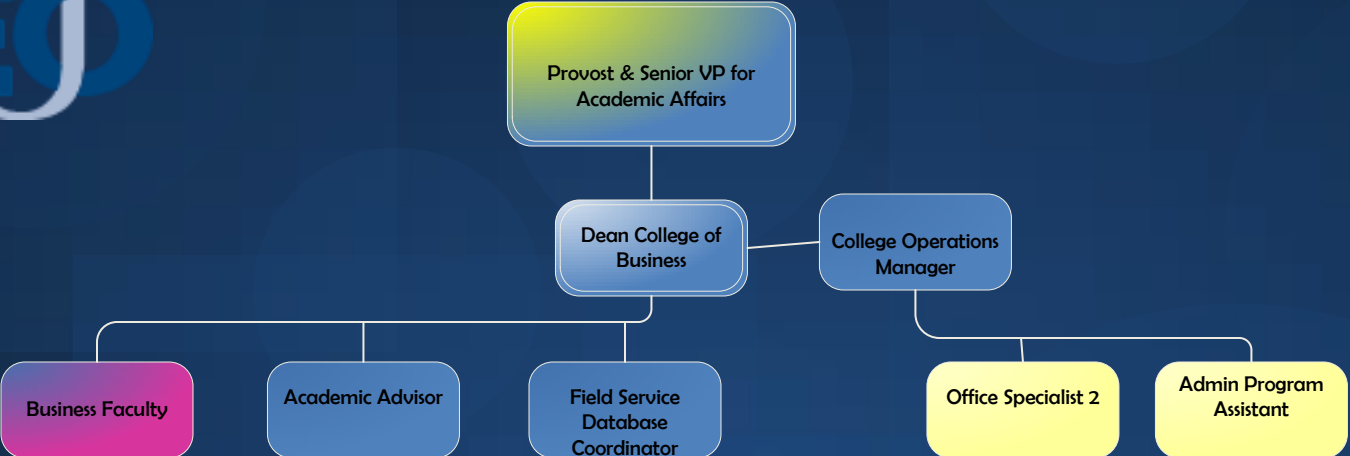 Provost & Senior VP for
Academic Affairs
Dean College of
Business
College Operations
Manager
Business Faculty
Academic Advisor
Field Service
Database
Coordinator
Office Specialist 2
Admin Program
Assistant